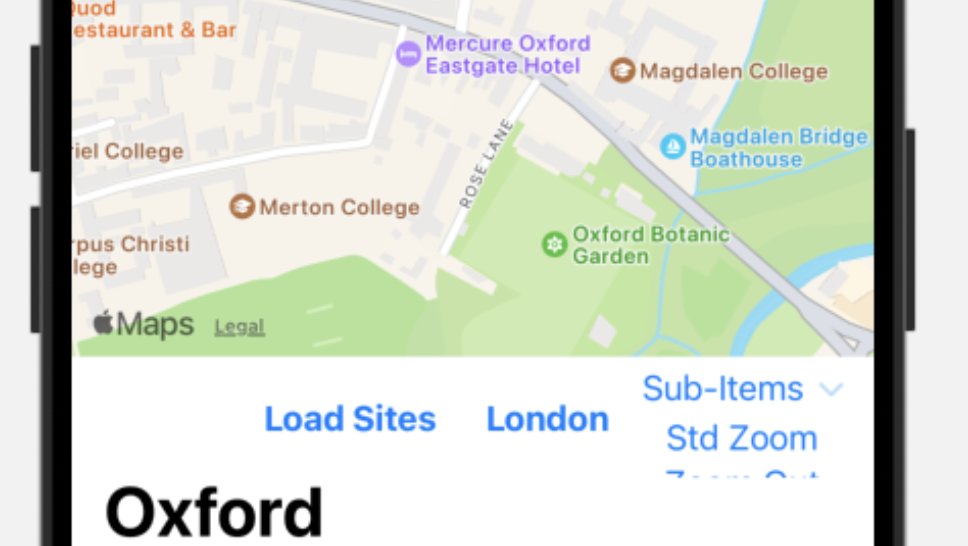 estaurant & Bar
Mercure Oxford
Eastgate Hotel
Magdalen College
Magdalen Bridge
Boathouse
ROSE LANE
riel College
Merton College
rpus Christi
lege
Oxford Botanic
Garden
Maps Legal
Sub-Items
Load Sites London
Std Zoom
Oxford